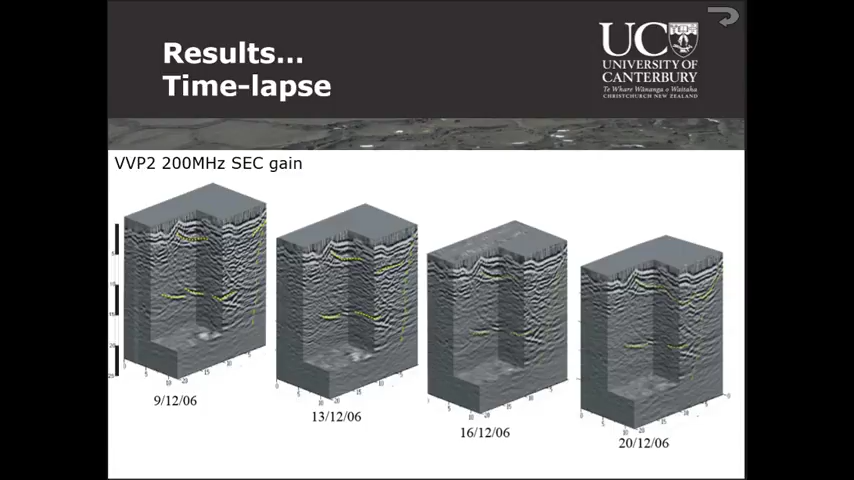 Results...
Time-lapse
UC
UNIVERSITY OF
CANTERBURY
Te Whare Wānanga o Waitaha
CHRISTCHURCH NEW ZEALAND
VVP2 200MHz SEC gain
9/12/06
13/12/06
16/12/06
20/12/06